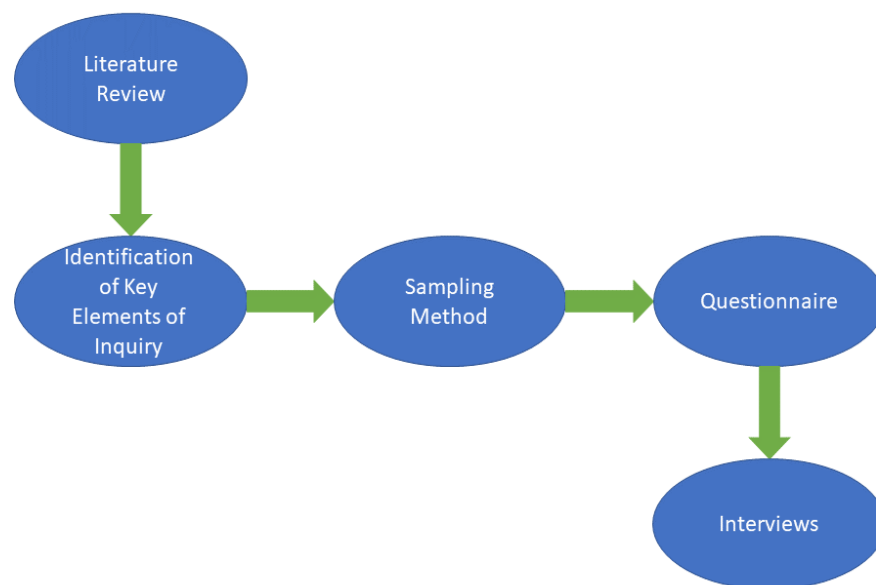 Literature
Review
Identification
of Key
Elements of
Inquiry
Sampling
Method
Questionnaire
Interviews